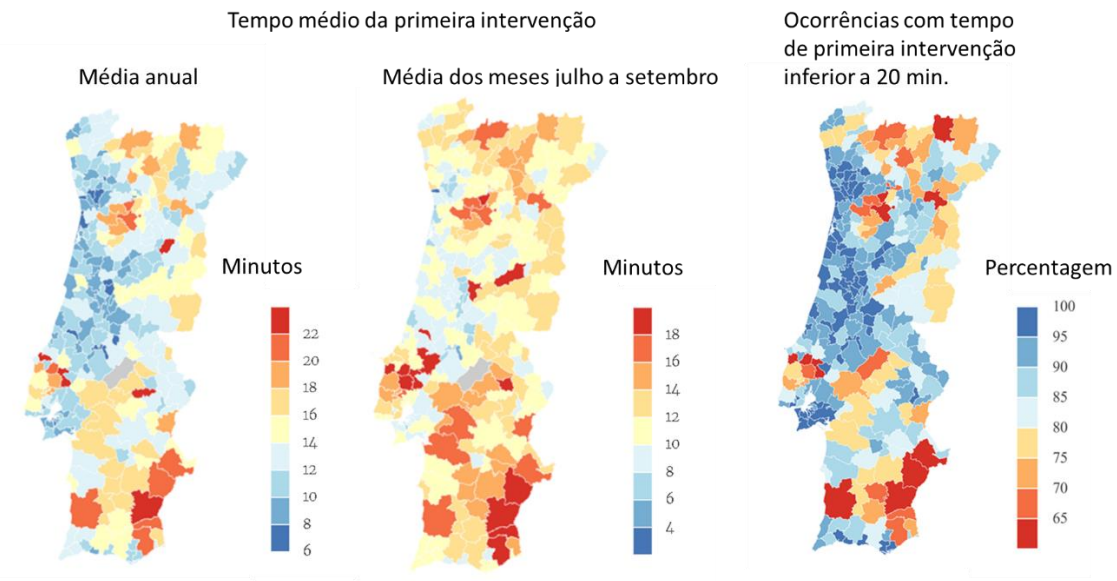 Tempo médio da primeira intervenção
Ocorrências com tempo
de primeira intervenção
inferior a 20 min.
Média anual
Média dos meses julho a setembro
Minutos
22
20
18
16
14
12
10
8
6
Minutos
18
16
14
12
10
8
6
4
Percentagem
100
95
90
85
80
75
70
65